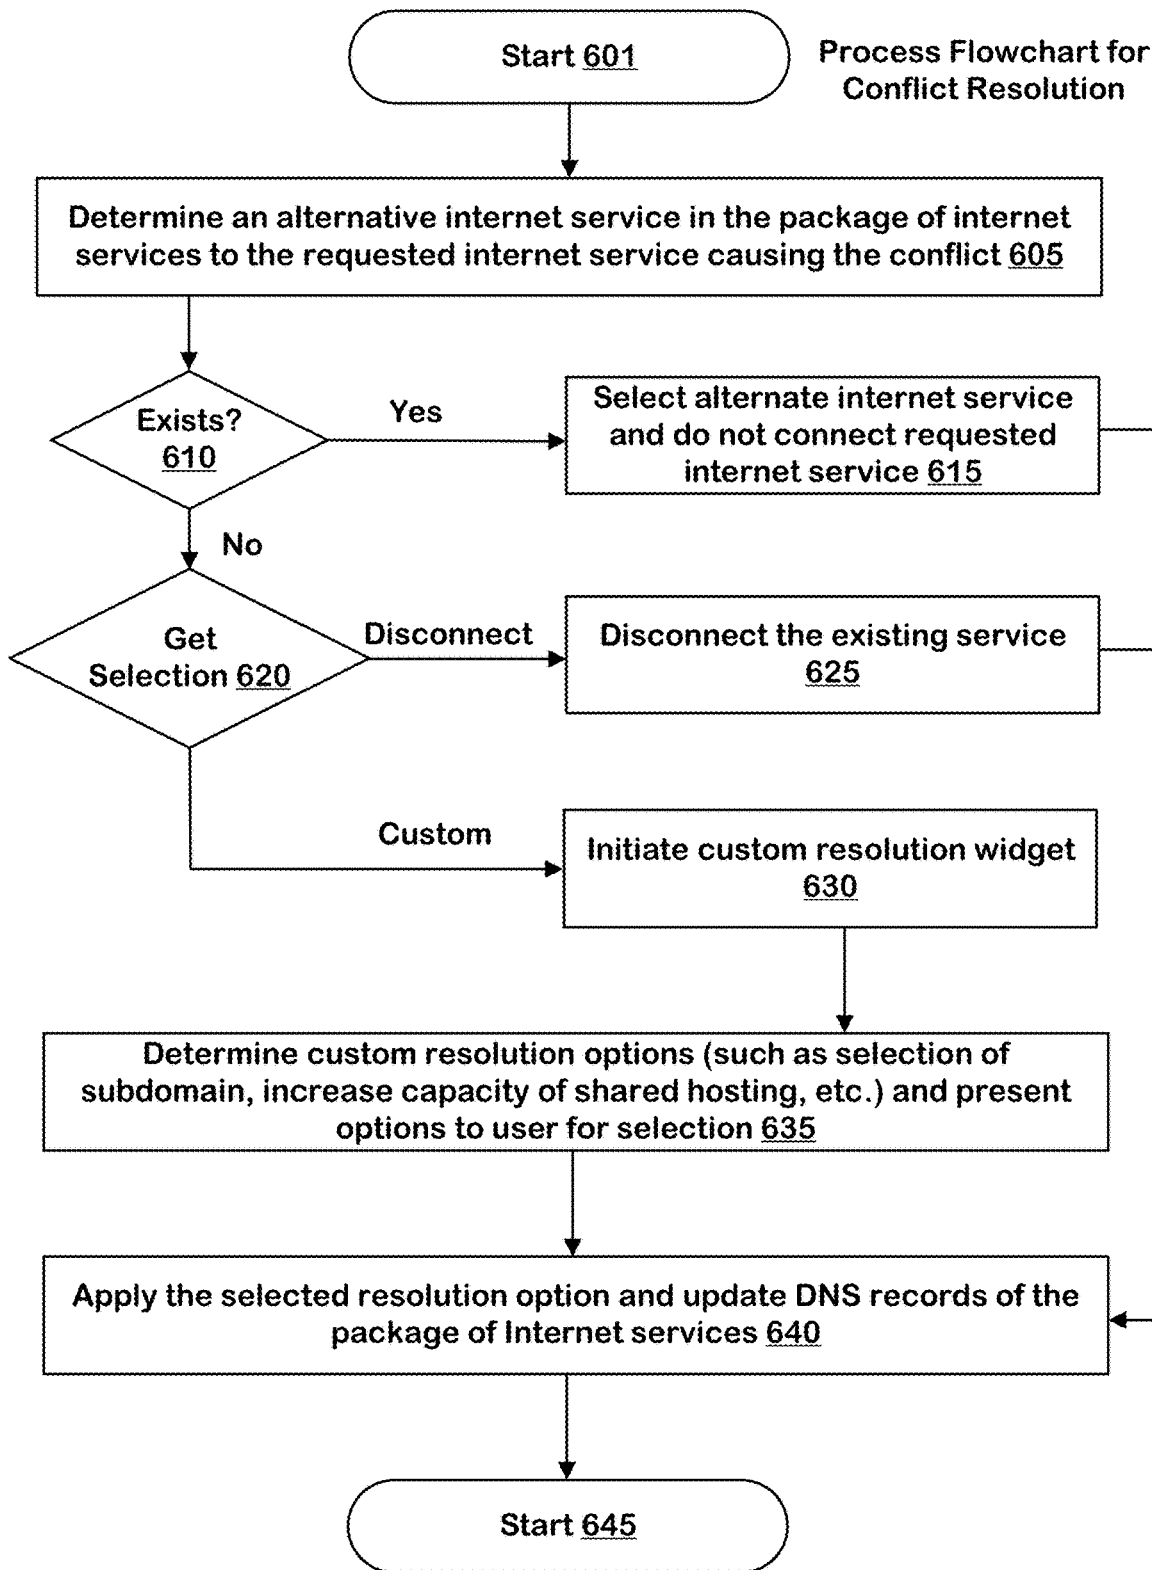 Start 601
Process Flowchart for
Conflict Resolution
Determine an alternative internet service in the package of internet
services to the requested internet service causing the conflict 605
Exists?
610
Yes
Select alternate internet service
and do not connect requested
internet service 615
No
Get
Selection 620
Disconnect
Disconnect the existing service
625
Custom
Initiate custom resolution widget
630
Determine custom resolution options (such as selection of
subdomain, increase capacity of shared hosting, etc.) and present
options to user for selection 635
Apply the selected resolution option and update DNS records of the
package of Internet services 640
Start 645